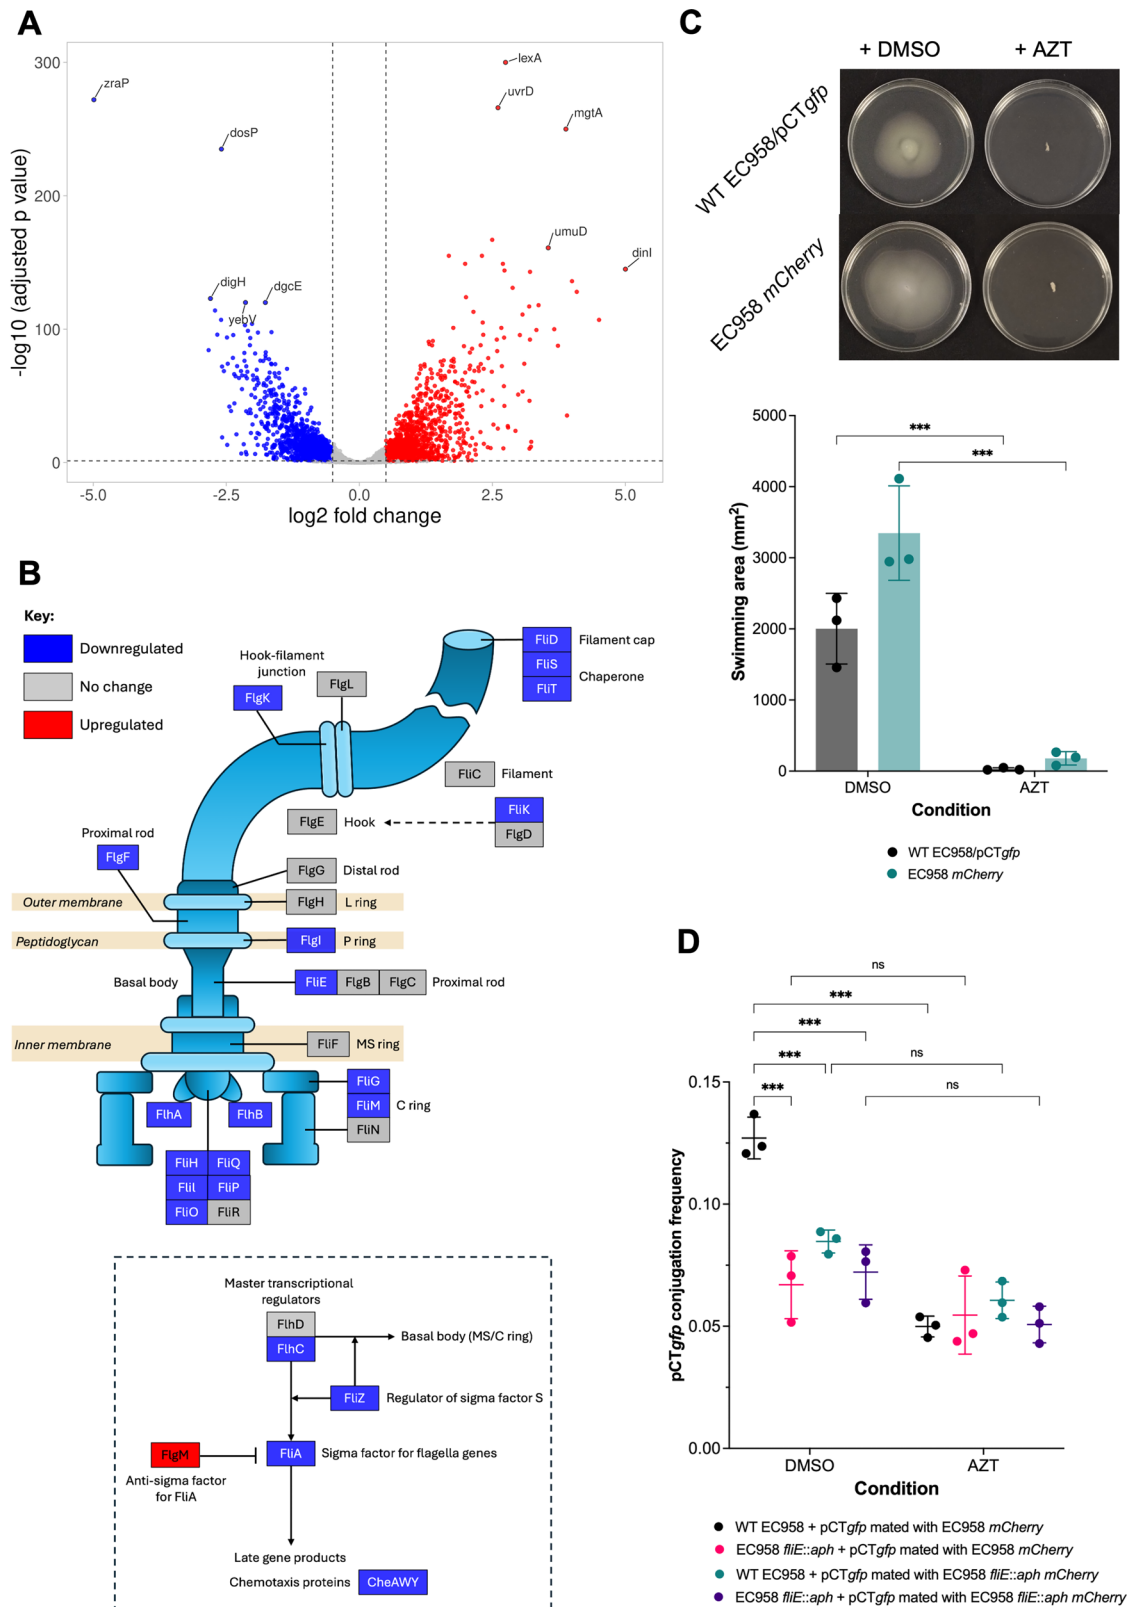 A
-log10 (adjusted p value)
300
200
100
0
-5.0
-2.5
0.0
2.5
5.0
log2 fold change
lexA
zraP
uvrD
mgtA
dosP
umuD
dinI
digH
dgcE
yebV
B
Key:
Downregulated
No change
Upregulated
Hook-filament
junction
FlgK
FlgL
FliD
Filament cap
FliS
Chaperone
FliT
FliC
Filament
FlgE
Hook
FliK
FlgD
Proximal rod
FlgF
FlgG
Distal rod
Outer membrane
FlgH
L ring
Peptidoglycan
FlgI
P ring
Basal body
FliE
FlgB
FlgC
Proximal rod
Inner membrane
FliF
MS ring
FlhA
FlhB
FliG
FliM
C ring
FliN
FliH
FliQ
FliI
FliP
FliO
FliR
Master transcriptional
regulators
FlhD
FlhC
Basal body (MS/C ring)
FliZ
Regulator of sigma factor S
FlgM
FliA
Sigma factor for flagella genes
Anti-sigma factor
for FliA
Late gene products
Chemotaxis proteins
CheAWY
C
+ DMSO
+ AZT
WT EC958/pCTgfp
EC958 mCherry
Swimming area (mm²)
5000
4000
3000
2000
1000
0
***
***
DMSO
AZT
Condition
WT EC958/pCTgfp
EC958 mCherry
D
ns
***
***
***
ns
***
ns
pCTgfp conjugation frequency
0.15
0.10
0.05
0.00
DMSO
AZT
Condition
WT EC958 + pCTgfp mated with EC958 mCherry
EC958 fliE::aph + pCTgfp mated with EC958 mCherry
WT EC958 + pCTgfp mated with EC958 fliE::aph mCherry
EC958 fliE::aph + pCTgfp mated with EC958 fliE::aph mCherry